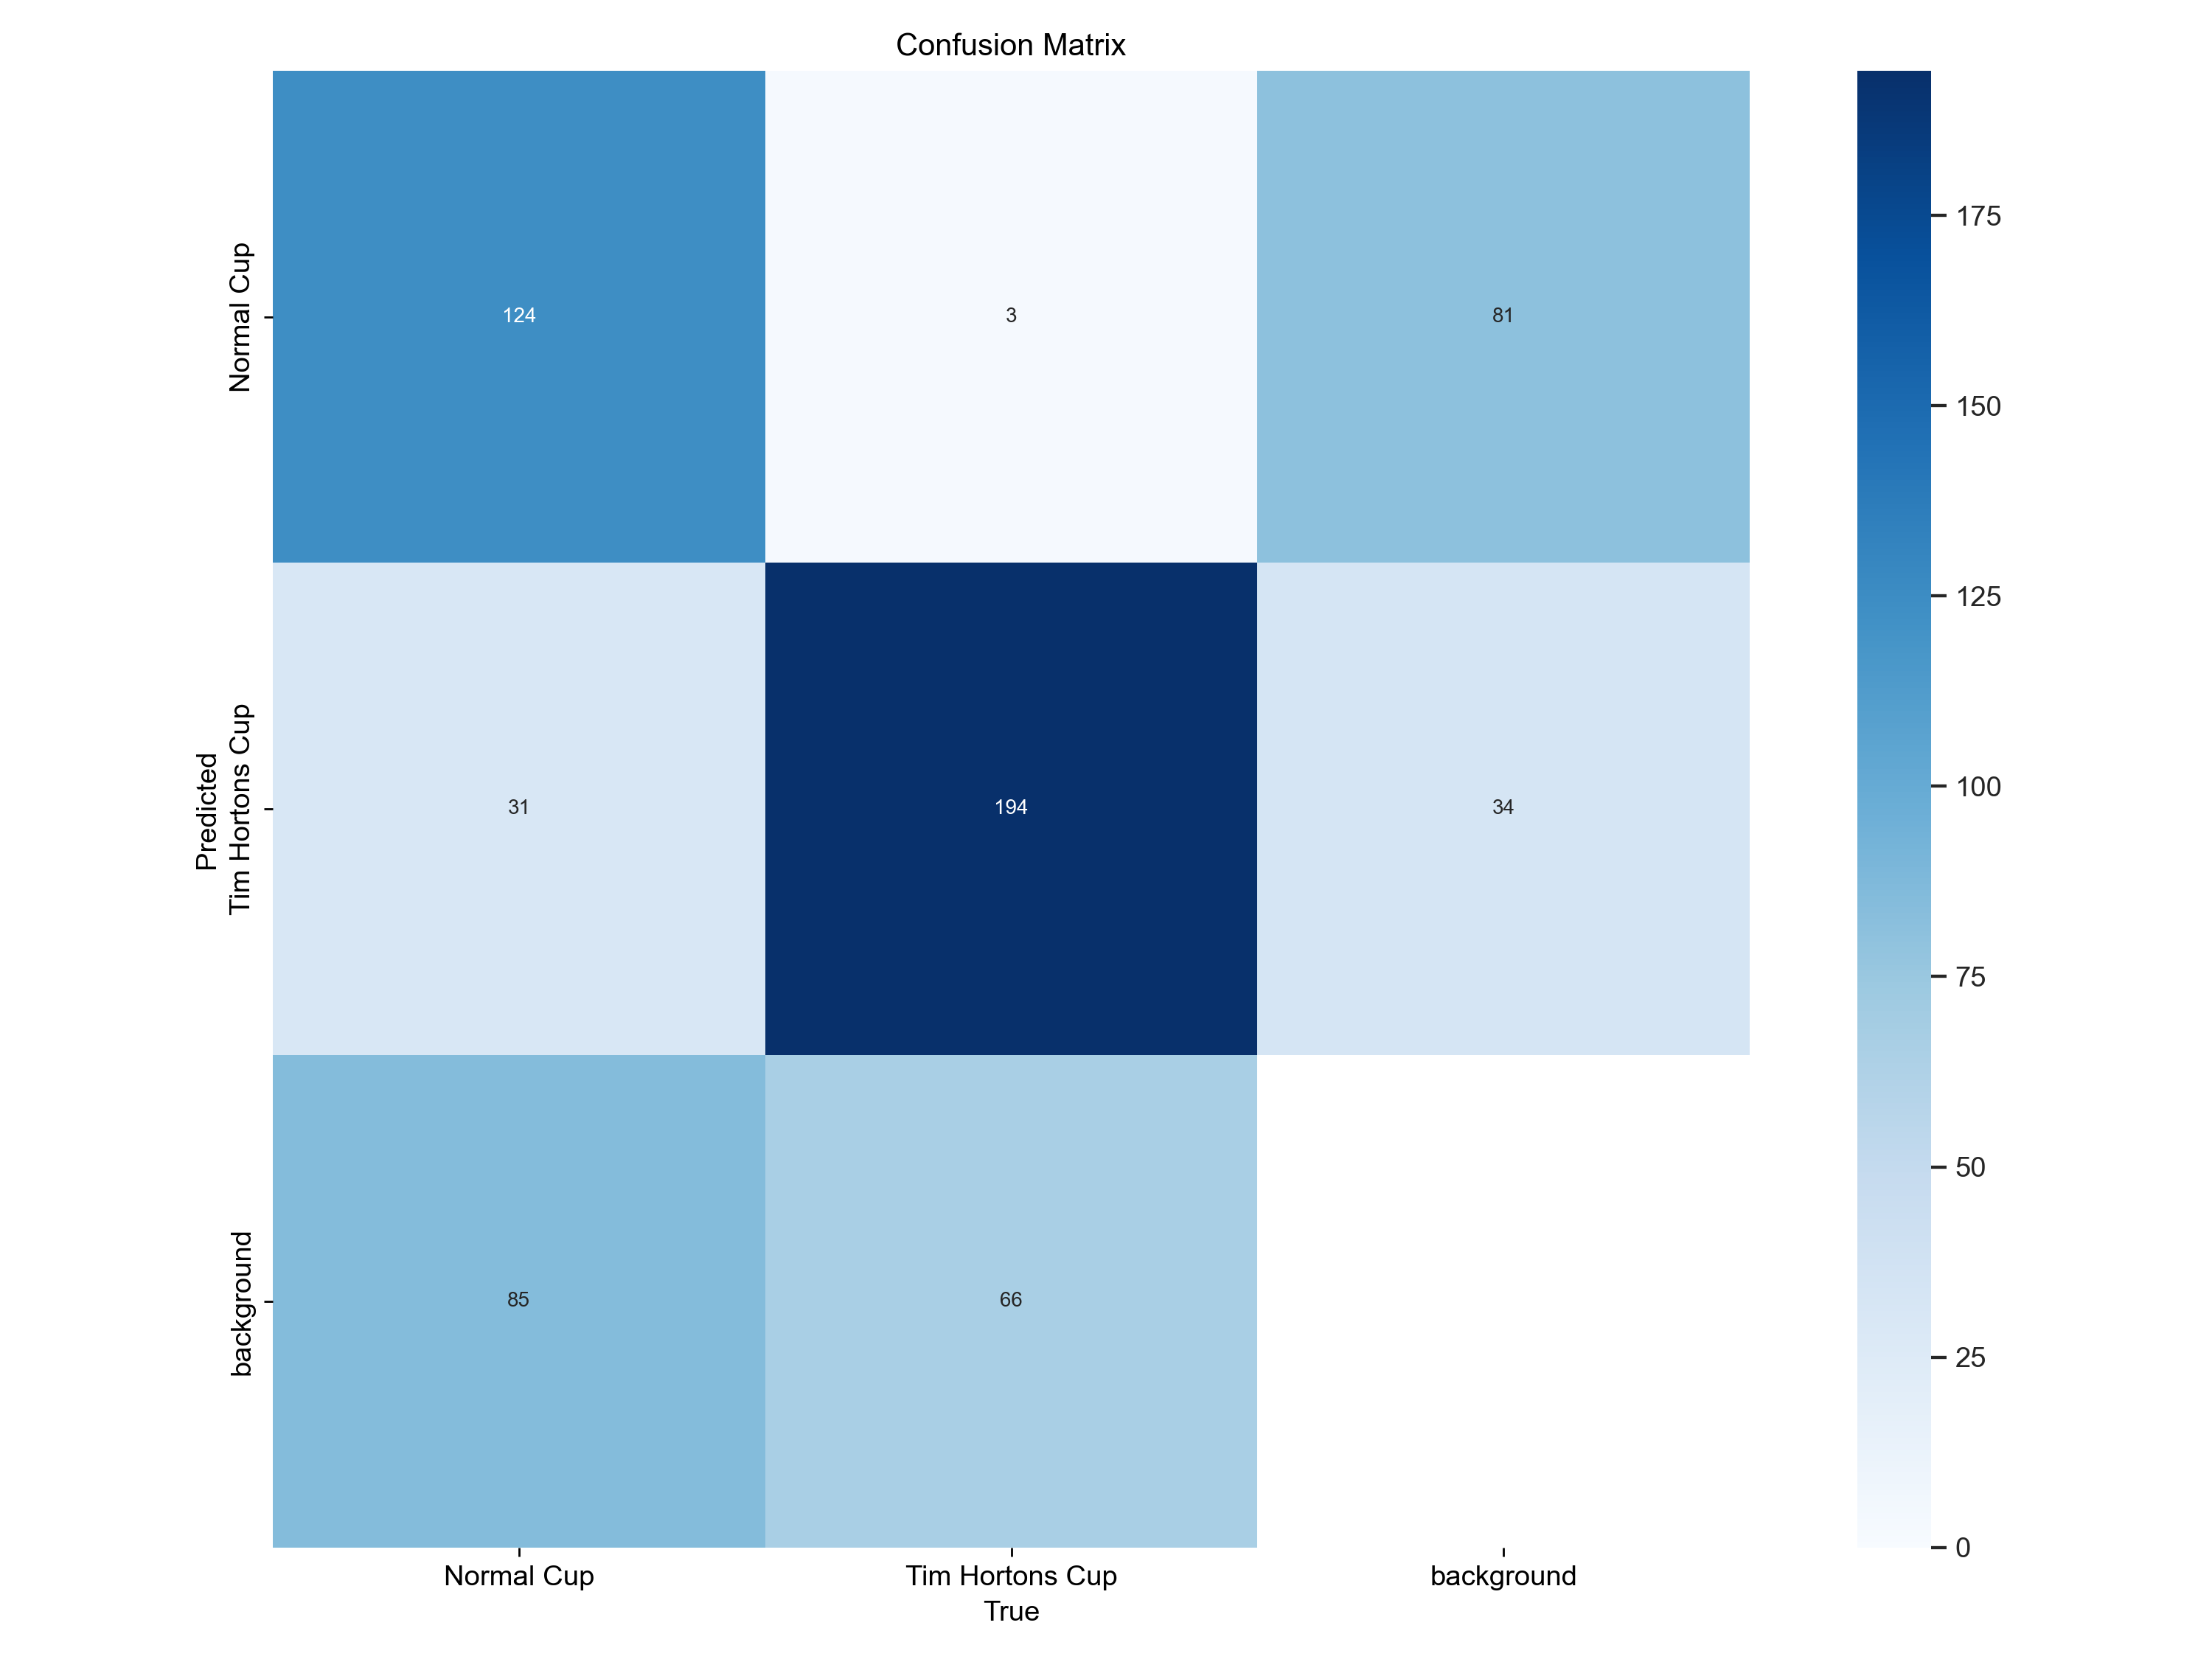 Confusion Matrix
Predicted
Normal Cup
124
3
81
Tim Hortons Cup
31
194
34
background
85
66
Normal Cup
Tim Hortons Cup
background
True
175
150
125
100
75
50
25
0